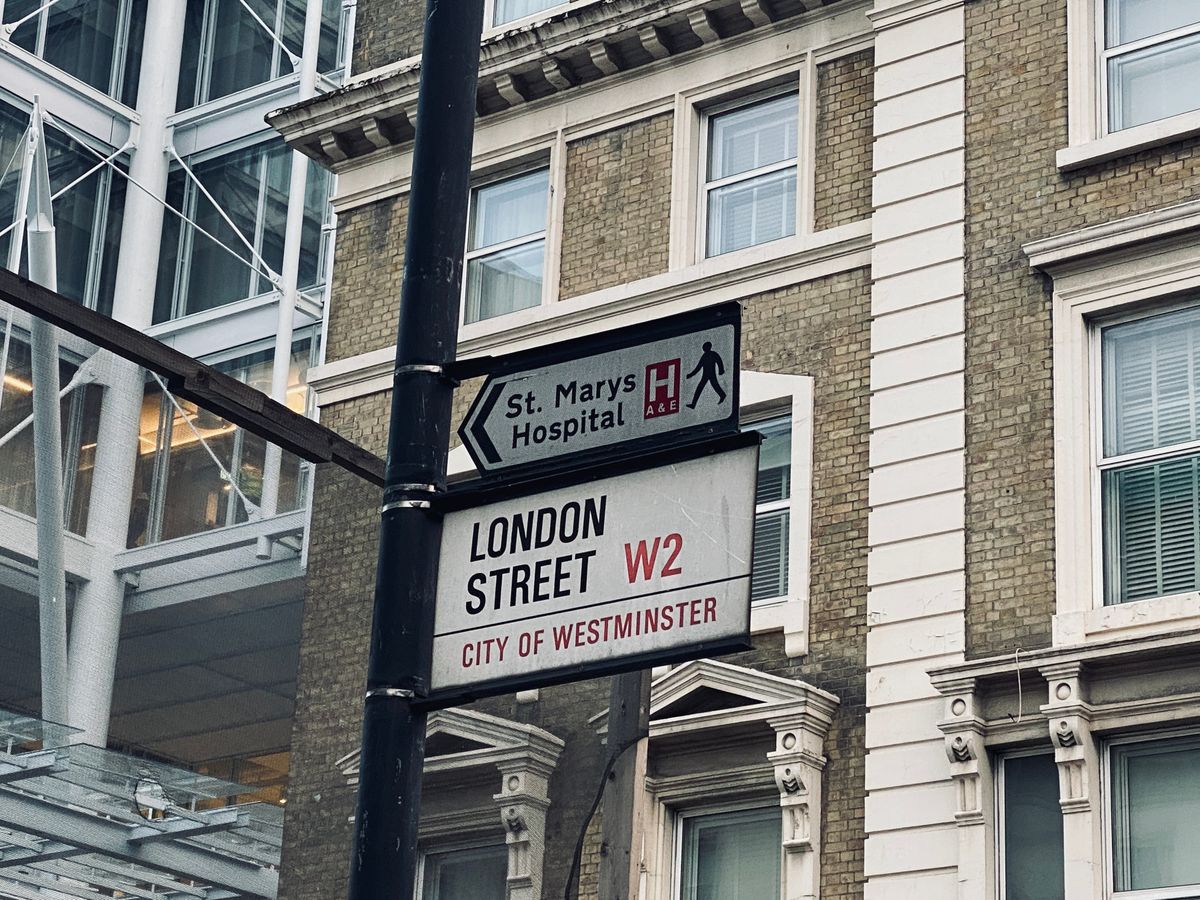 St. Marys
Hospital
H
A&E
LONDON
STREET W2
CITY OF WESTMINSTER